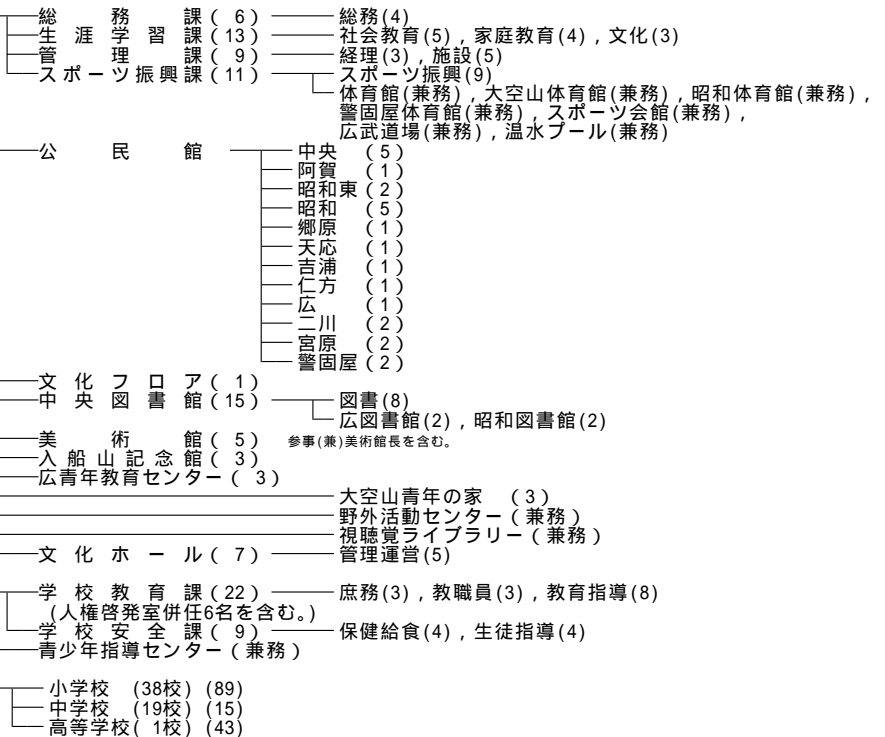 総務課( 6) 総務(4)
生涯学習課(13) 社会教育(5) , 家庭教育(4) , 文化(3)
管理課( 9) 経理(3) , 施設(5)
スポーツ振興課(11) スポーツ振興(9)
体育館(兼務) , 大空山体育館(兼務) , 昭和体育館(兼務) ,
警固屋体育館(兼務) , スポーツ会館(兼務) ,
広武道場(兼務) , 温水プール(兼務)
公民館 中央 (5)
阿賀 (1)
昭和東(2)
昭和 (5)
郷原 (1)
天応 (1)
吉浦 (1)
仁方 (1)
広 (1)
二川 (2)
宮原 (2)
警固屋(2)
文化フロア( 1)
中央図書館(15) 図書(8)
広図書館(2) , 昭和図書館(2)
美術館( 5) 参事(兼)美術館長を含む。
入船山記念館( 3)
広青年教育センター( 3)
大空山青年の家 (3)
野外活動センター(兼務)
視聴覚ライブラリー(兼務)
文化ホール( 7) 管理運営(5)
学校教育課(22) 庶務(3) , 教職員(3) , 教育指導(8)
(人権啓発室併任6名を含む。)
学校安全課( 9) 保健給食(4) , 生徒指導(4)
青少年指導センター(兼務)
小学校 (38校) (89)
中学校 (19校) (15)
高等学校( 1校) (43)